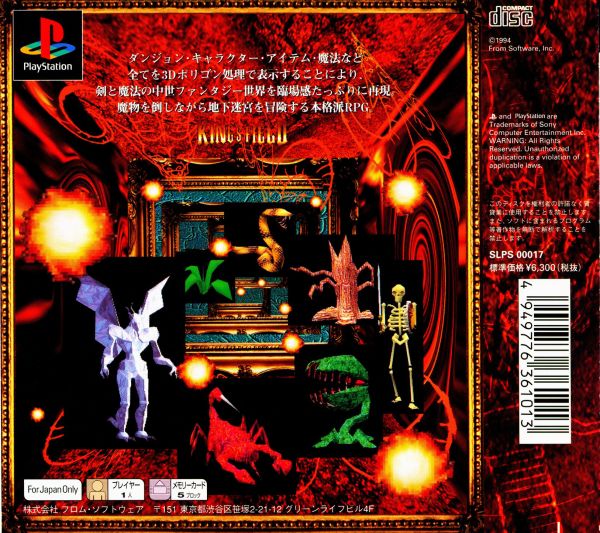 PlayStation
ダンジョン・キャラクター・アイテム・魔法など
全てを3Dポリゴン処理で表示することにより、
剣と魔法の中世ファンタジー世界を臨場感たっぷりに再現。
魔物を倒しながら地下迷宮を冒険する本格派RPG。
KING'S FIELD
For Japan Only
プレイヤー
1人
メモリーカード
5ブロック
株式会社 フロム・ソフトウェア 〒151 東京都渋谷区笹塚2-21-12 グリーンライフヒル4F
COMPACT
disc
©1994
From Software, Inc.
and PlayStation are
Trademarks of Sony
Computer Entertainment Inc.
WARNING: All Rights
Reserved. Unauthorized
duplication is a violation of
applicable laws.
このディスクを権利者の許諾なく賃
貸業に使用することを禁止します。
また、ソフトに含まれるプログラム
等著作物を無断で解析することを
禁止します。
SLPS 00017
標準価格¥6,300(税抜)
4949776361013